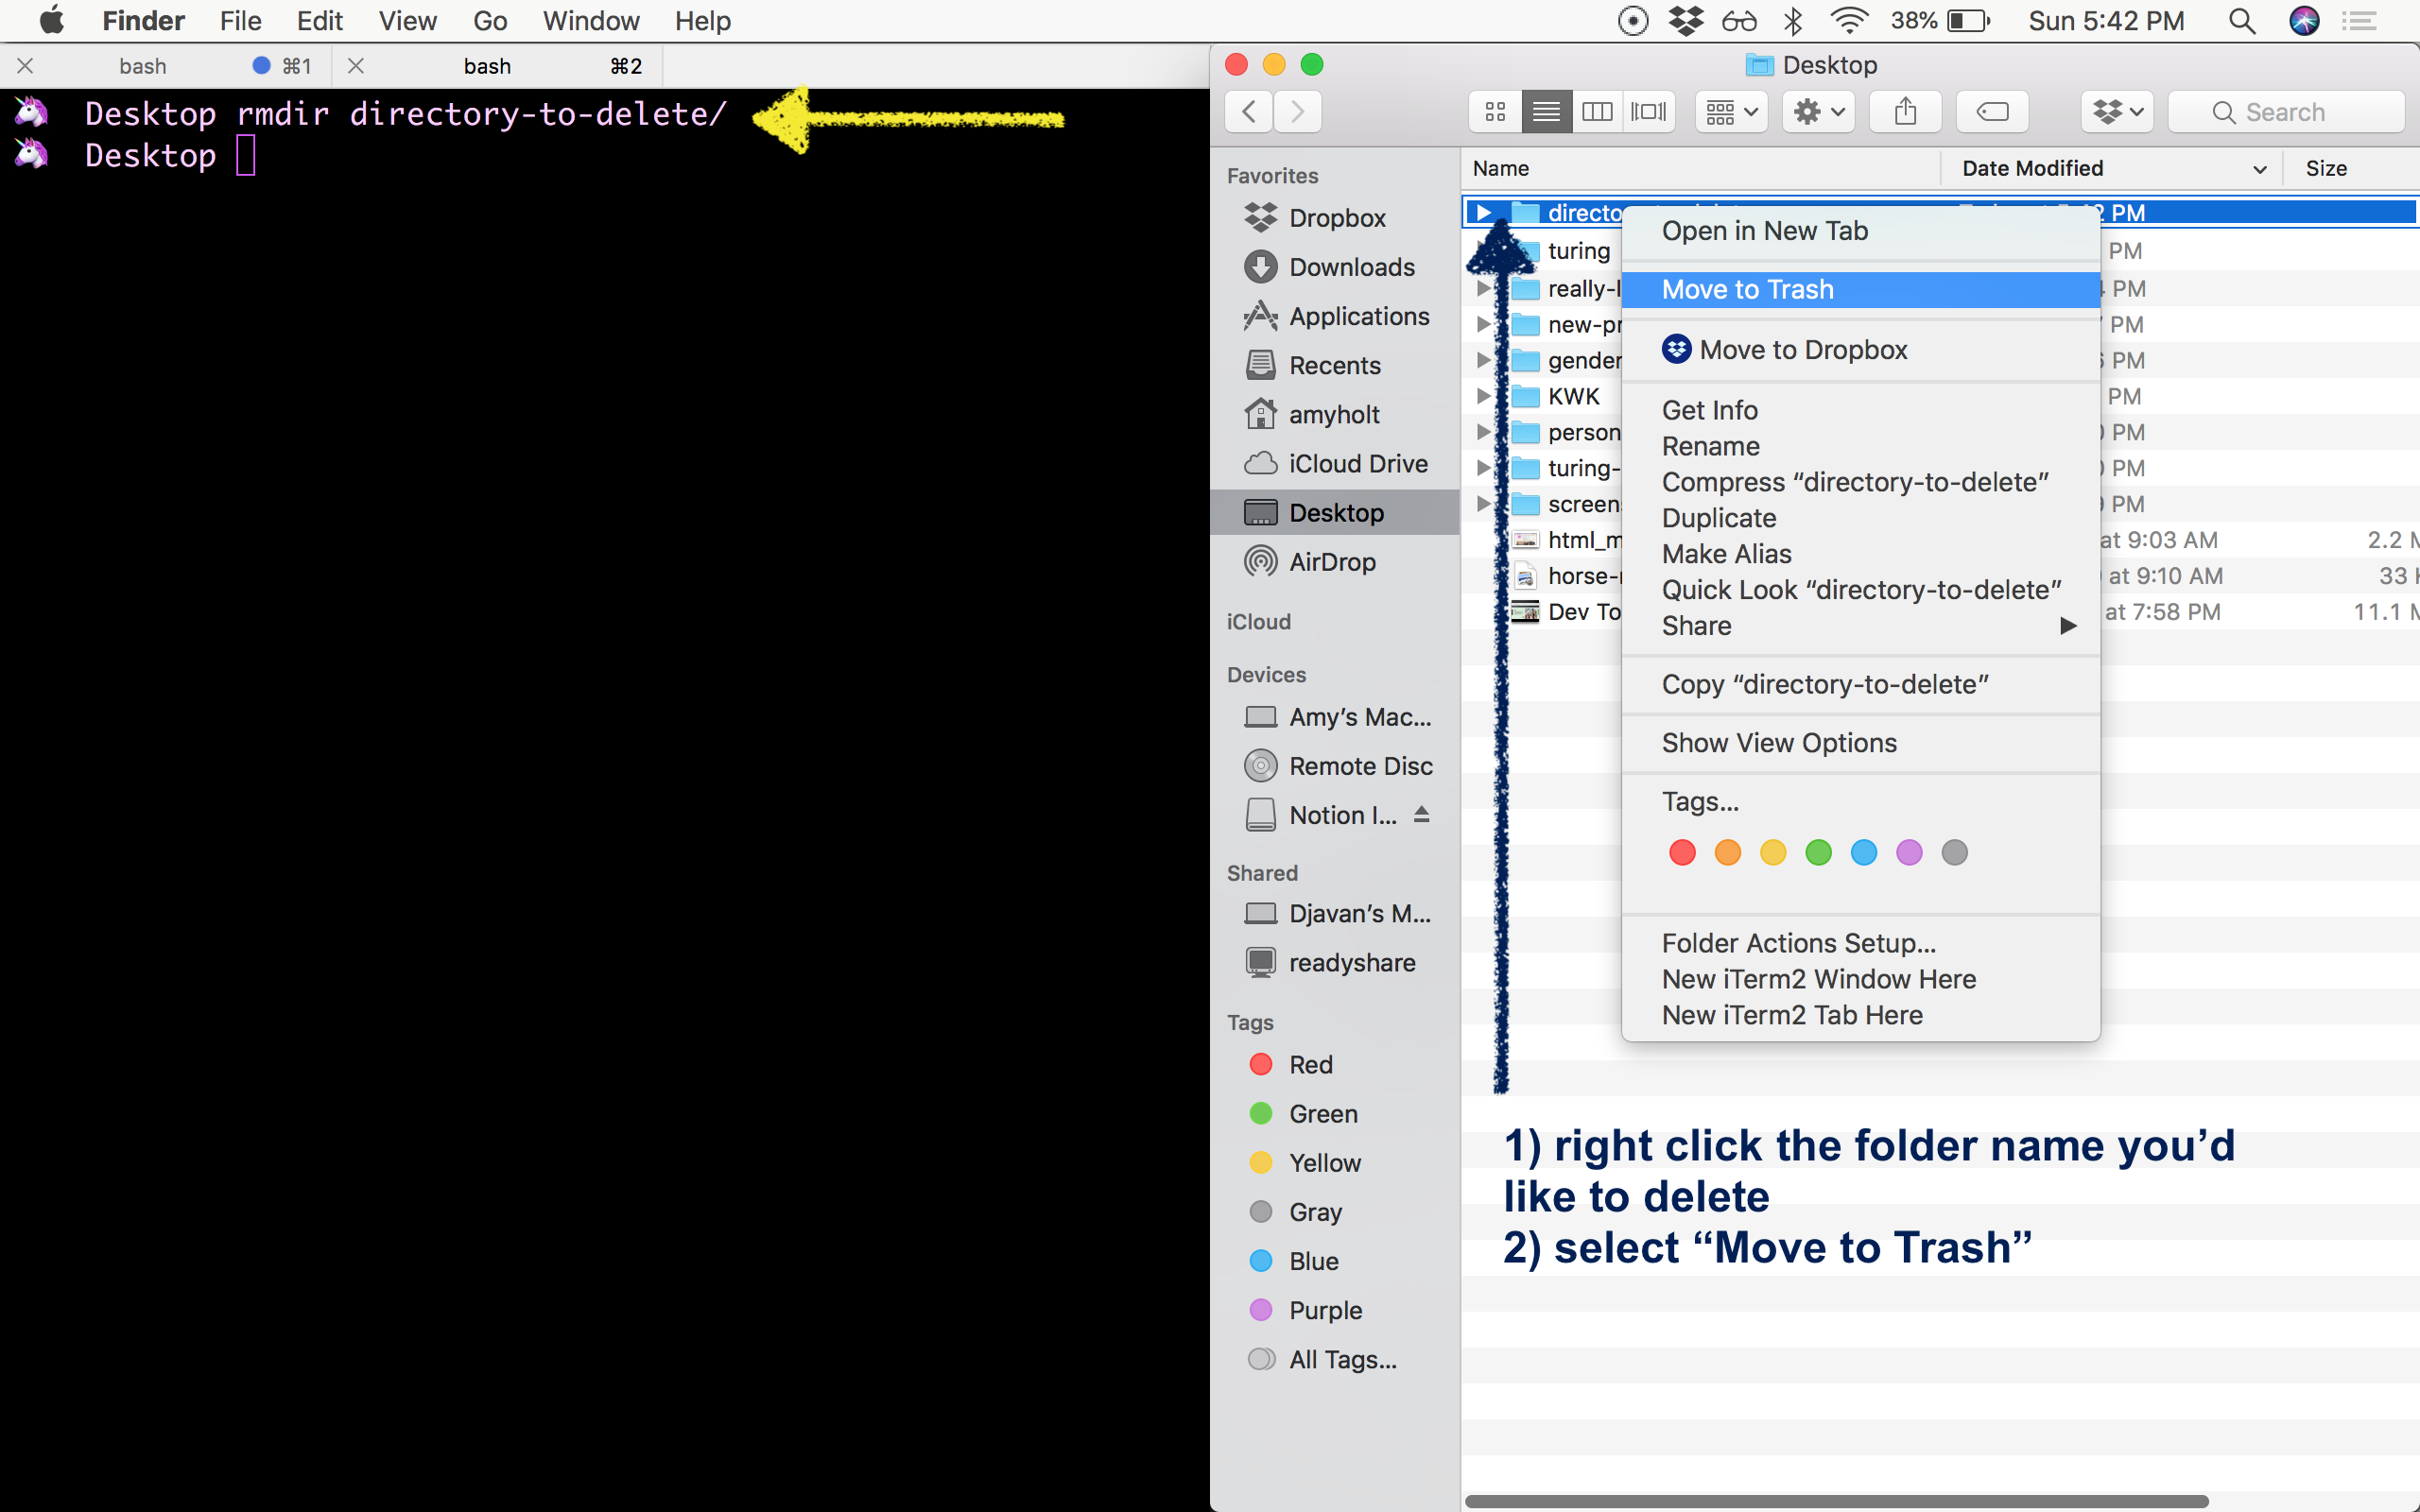 Finder File Edit View Go Window Help 38% Sun 5:42 PM
bash ⌘1 bash ⌘2
Desktop rmdir directory-to-delete/
Desktop
Desktop
Search
Favorites
Dropbox
Downloads
Applications
Recents
amyholt
iCloud Drive
Desktop
AirDrop
iCloud
Devices
Amy’s Mac...
Remote Disc
Notion I...
Shared
Djavan’s M...
readyshare
Tags
Red
Green
Yellow
Gray
Blue
Purple
All Tags...
Name Date Modified Size
directo PM
turing PM
really- PM
new-pr PM
gender PM
KWK PM
person PM
turing- PM
screen PM
html_m at 9:03 AM 2.2
horse- at 9:10 AM 33
Dev To at 7:58 PM 11.1
Open in New Tab
Move to Trash
Move to Dropbox
Get Info
Rename
Compress “directory-to-delete”
Duplicate
Make Alias
Quick Look “directory-to-delete”
Share
Copy “directory-to-delete”
Show View Options
Tags...
Folder Actions Setup...
New iTerm2 Window Here
New iTerm2 Tab Here
1) right click the folder name you’d
like to delete
2) select “Move to Trash”